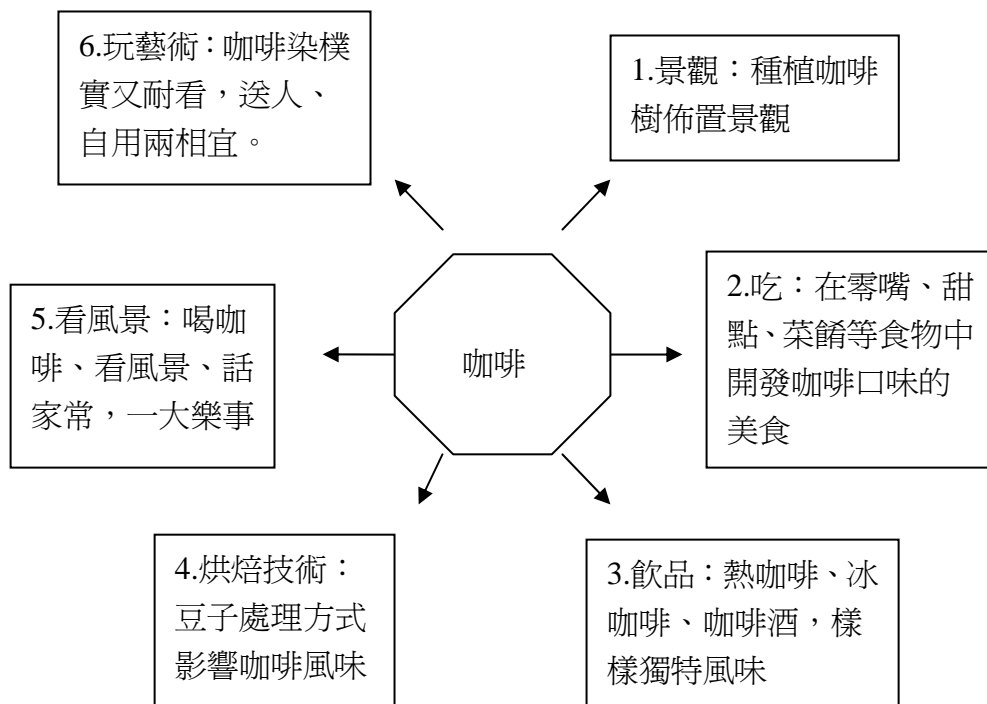 6.玩藝術：咖啡染樸
實又耐看，送人、
自用兩相宜。
1.景觀：種植咖啡
樹佈置景觀
2.吃：在零嘴、甜
點、菜餚等食物中
開發咖啡口味的
美食
5.看風景：喝咖
啡、看風景、話
家常，一大樂事
咖啡
4.烘焙技術：
豆子處理方式
影響咖啡風味
3.飲品：熱咖啡、冰
咖啡、咖啡酒，樣
樣獨特風味